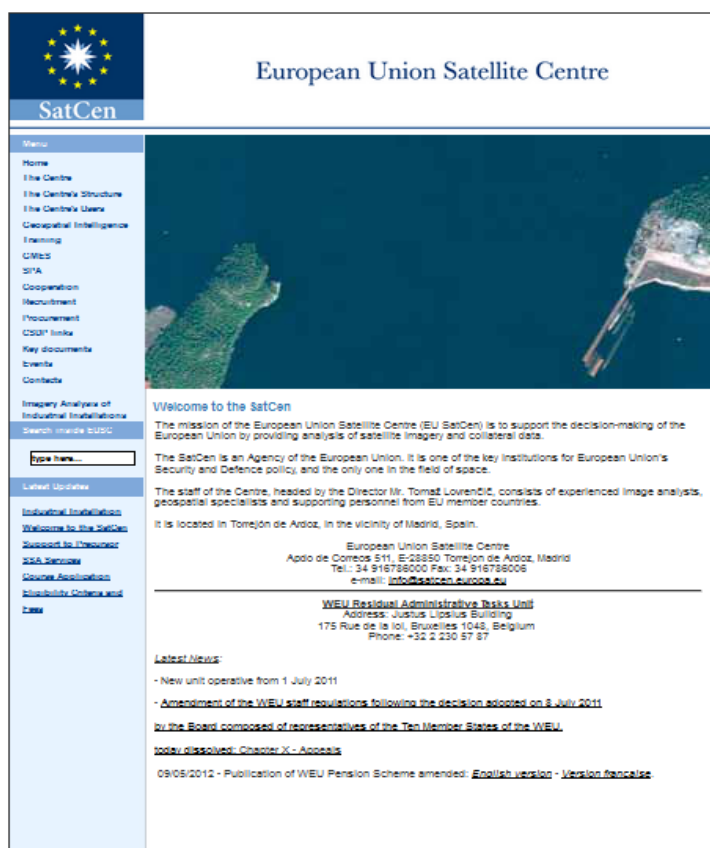 SatCen
European Union Satellite Centre
Menu
Home
The Centre
The Centre's Structure
The Centre's Users
Geospatial Intelligence
Training
GMES
SPA
Cooperation
Recruitment
Procurement
CSDP links
Key documents
Events
Contacts
Imagery Analysis of
Industrial Installations
Search inside EUSC
type here...
Latest Updates
Industrial Installation
Welcome to the SatCen
Support to Precursor
SSA Services
Course Application
Eligibility Criteria and
Fees
Welcome to the SatCen
The mission of the European Union Satellite Centre (EU SatCen) is to support the decision-making of the
European Union by providing analysis of satellite imagery and collateral data.
The SatCen is an Agency of the European Union. It is one of the key institutions for European Union's
Security and Defence policy, and the only one in the field of space.
The staff of the Centre, headed by the Director Mr. Tomaž Lovrenčič, consists of experienced image analysts,
geospatial specialists and supporting personnel from EU member countries.
It is located in Torrejón de Ardoz, in the vicinity of Madrid, Spain.
European Union Satellite Centre
Apdo de Correos 511, E-28850 Torrejon de Ardoz, Madrid
Tel.: 34 916786000 Fax: 34 916786006
e-mail: info@satcen.europa.eu
WEU Residual Administrative Tasks Unit
Address: Justus Lipsius Building
175 Rue de la loi, Bruxelles 1048, Belgium
Phone: +32 2 230 57 87
Latest News:
- New unit operative from 1 July 2011
- Amendment of the WEU staff regulations following the decision adopted on 8 July 2011
by the Board composed of representatives of the Ten Member States of the WEU,
today dissolved: Chapter X - Appeals
09/05/2012 - Publication of WEU Pension Scheme amended: English version - Version française.